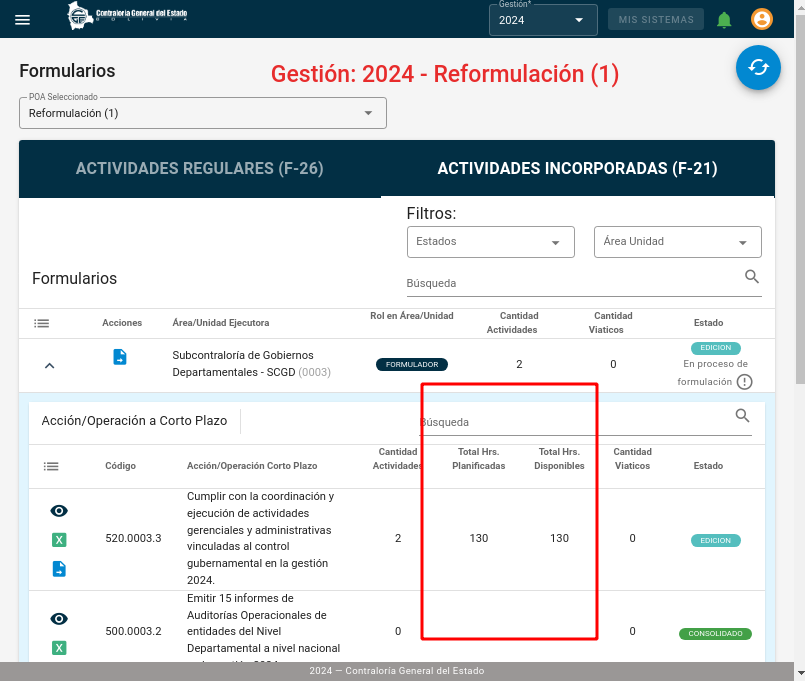 Contraloría General del Estado
BOLIVIA
Gestión*
2024
MIS SISTEMAS
Formularios
Gestión: 2024 - Reformulación (1)
POA Seleccionado
Reformulación (1)
ACTIVIDADES REGULARES (F-26)
ACTIVIDADES INCORPORADAS (F-21)
Filtros:
Estados
Área Unidad
Formularios
Búsqueda
Acciones
Área/Unidad Ejecutora
Rol en Área/Unidad
Cantidad
Actividades
Cantidad
Viaticos
Estado
Subcontraloría de Gobiernos
Departamentales - SCGD (0003)
FORMULADOR
2
0
EDICION
En proceso de
formulación
Acción/Operación a Corto Plazo
Búsqueda
Código
Acción/Operación Corto Plazo
Cantidad
Actividades
Total Hrs.
Planificadas
Total Hrs.
Disponibles
Cantidad
Viaticos
Estado
520.0003.3
Cumplir con la coordinación y
ejecución de actividades
gerenciales y administrativas
vinculadas al control
gubernamental en la gestión
2024.
2
130
130
0
EDICION
500.0003.2
Emitir 15 informes de
Auditorías Operacionales de
entidades del Nivel
Departamental a nivel nacional
0
0
CONSOLIDADO
2024 — Contraloría General del Estado